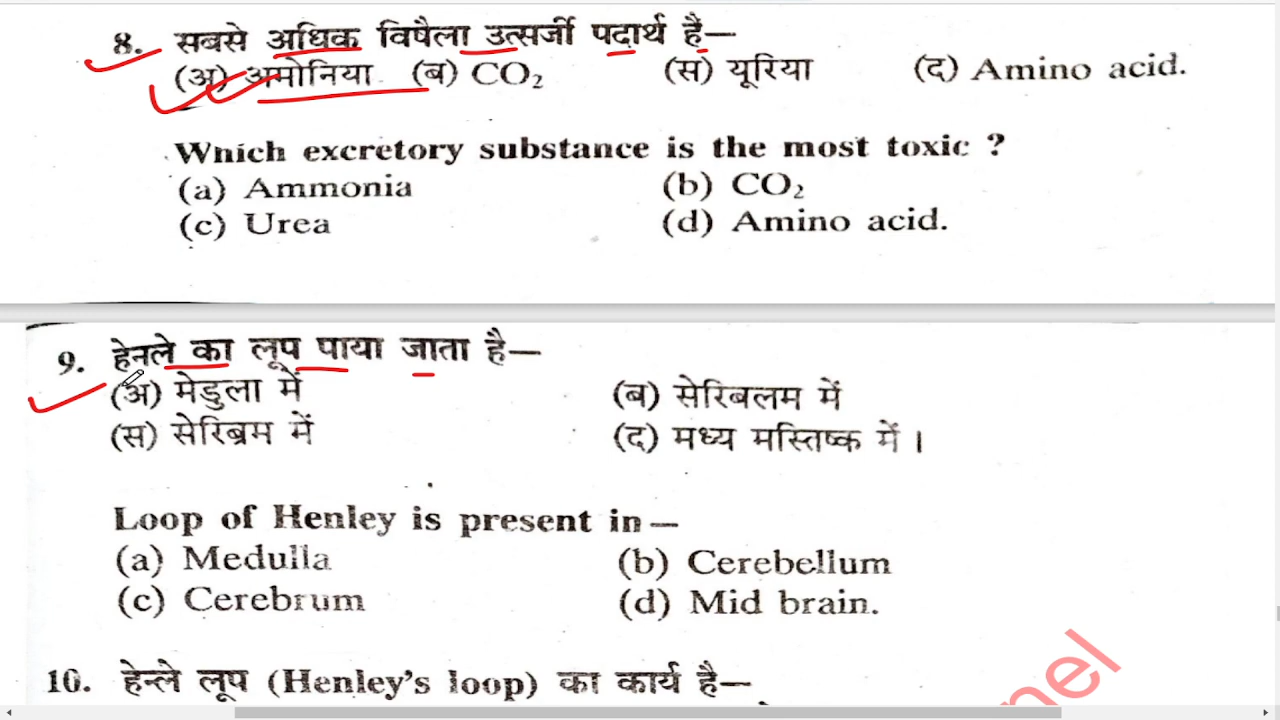 8. सबसे अधिक विषैला उत्सर्जी पदार्थ है—
(अ) अमोनिया (ब) CO₂ (स) यूरिया (द) Amino acid.
Which excretory substance is the most toxic ?
(a) Ammonia (b) CO₂
(c) Urea (d) Amino acid.
9. हेनले का लूप पाया जाता है—
(अ) मेडुला में (ब) सेरिबलम में
(स) सेरिब्रम में (द) मध्य मस्तिष्क में ।
Loop of Henley is present in—
(a) Medulla (b) Cerebellum
(c) Cerebrum (d) Mid brain.
10. हेन्ले लूप (Henley's loop) का कार्य है—